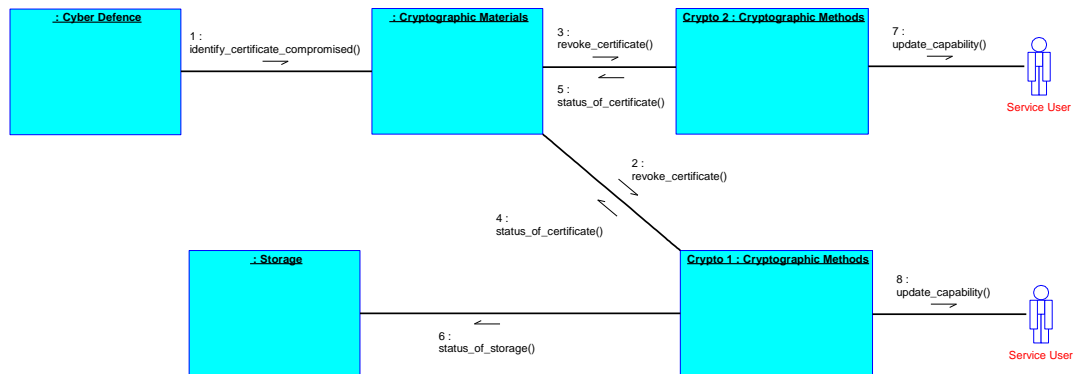 : Cyber Defence
: Cryptographic Materials
Crypto 2 : Cryptographic Methods
1 :
identify_certificate_compromised()
3 :
revoke_certificate()
7 :
update_capability()
5 :
status_of_certificate()
Service User
2 :
revoke_certificate()
4 :
status_of_certificate()
: Storage
Crypto 1 : Cryptographic Methods
8 :
update_capability()
6 :
status_of_storage()
Service User